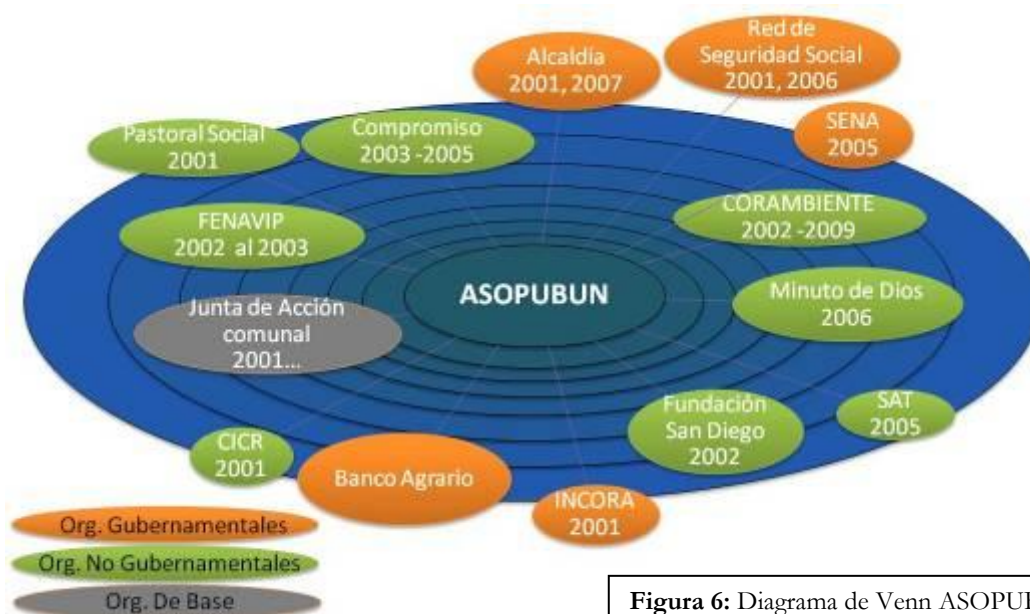 Alcaldía
2001, 2007
Red de
Seguridad Social
2001, 2006
SENA
2005
Pastoral Social
2001
Compromiso
2003 -2005
FENAVIP
2002 al 2003
CORAMBIENTE
2002 -2009
ASOPUBUN
Minuto de Dios
2006
Junta de Acción
comunal
2001...
Fundación
San Diego
2002
SAT
2005
CICR
2001
Banco Agrario
INCORA
2001
Org. Gubernamentales
Org. No Gubernamentales
Org. De Base
Figura 6: Diagrama de Venn